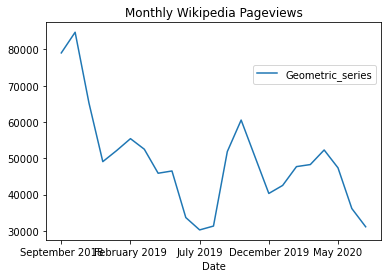 Monthly Wikipedia Pageviews
Geometric_series
80000
70000
60000
50000
40000
30000
September 2018 February 2019 July 2019 December 2019 May 2020
Date